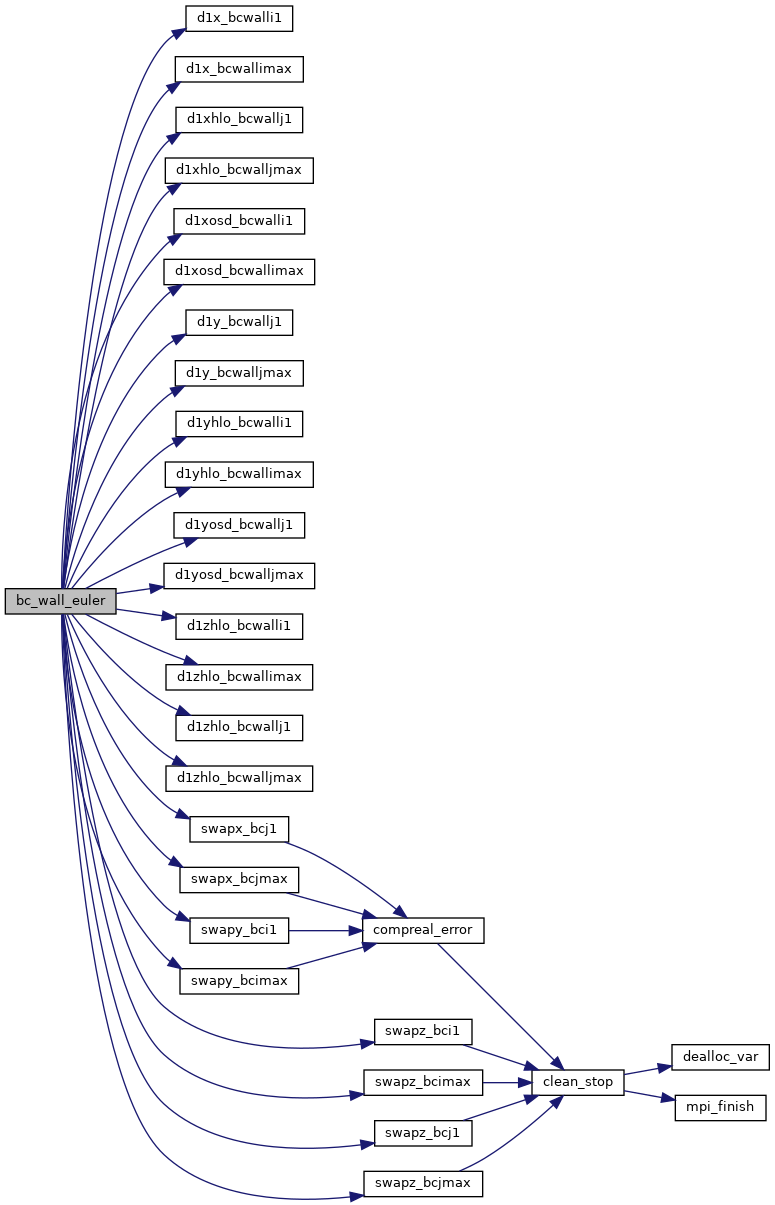 d1x_bcwalli1
d1x_bcwallimax
d1xhlo_bcwallj1
d1xhlo_bcwalljmax
d1xosd_bcwalli1
d1xosd_bcwallimax
d1y_bcwallj1
d1y_bcwalljmax
d1yhlo_bcwalli1
d1yhlo_bcwallimax
d1yosd_bcwallj1
d1yosd_bcwalljmax
bc_wall_euler
d1zhlo_bcwalli1
d1zhlo_bcwallimax
d1zhlo_bcwallj1
d1zhlo_bcwalljmax
swapx_bcj1
swapx_bcjmax
swapy_bci1
compreal_error
swapy_bcimax
swapz_bci1
dealloc_var
swapz_bcimax
clean_stop
mpi_finish
swapz_bcj1
swapz_bcjmax